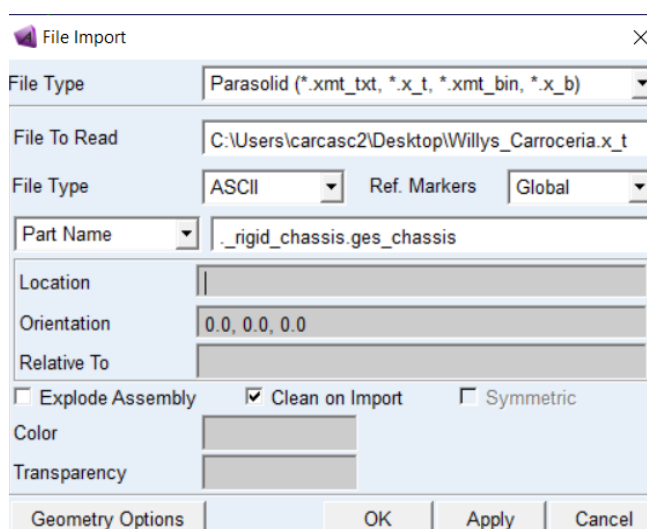 File Import
File Type Parasolid (*.xmt_txt, *.x_t, *.xmt_bin, *.x_b)
File To Read C:\Users\carcasc2\Desktop\Willys_Carroceria.x_t
File Type ASCII Ref. Markers Global
Part Name ._rigid_chassis.ges_chassis
Location
Orientation 0.0, 0.0, 0.0
Relative To
Explode Assembly Clean on Import Symmetric
Color
Transparency
Geometry Options OK Apply Cancel